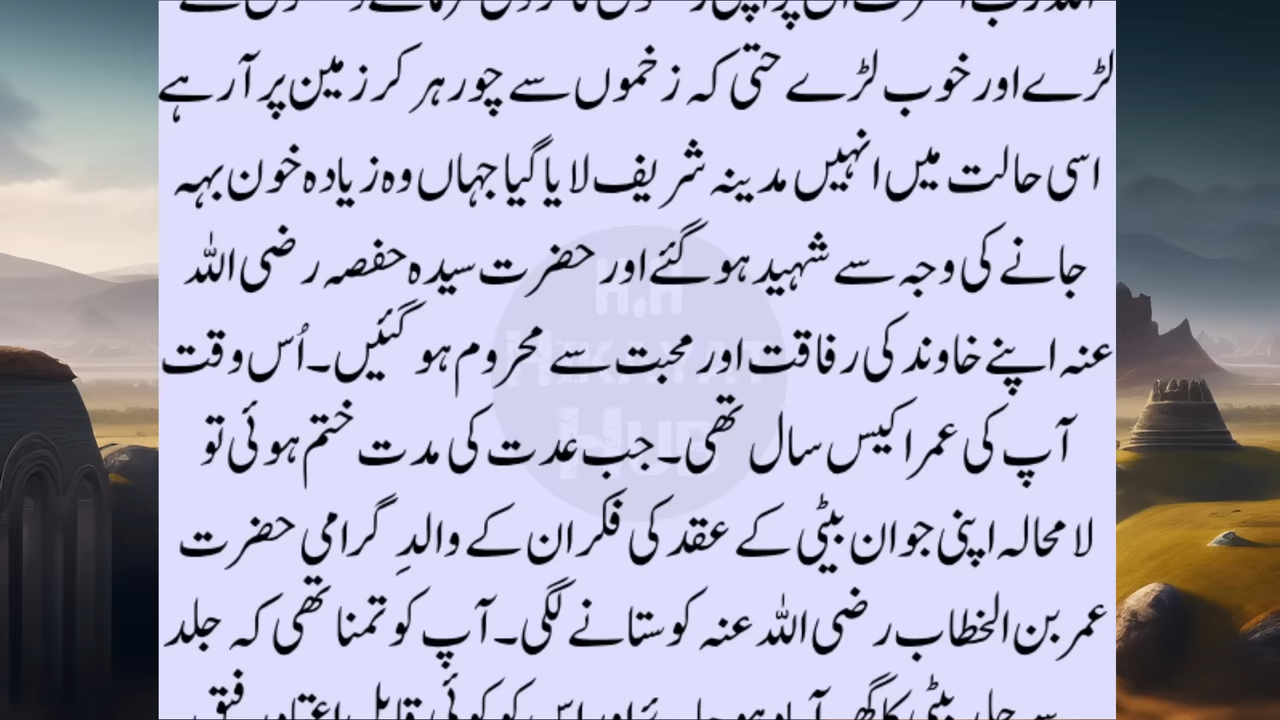 لڑے اور خوب لڑے حتیٰ کہ زخموں سے چور ہر کر زمین پر آ رہے
اسی حالت میں انہیں مدینہ شریف لایا گیا جہاں وہ زیادہ خون بہہ
جانے کی وجہ سے شہید ہو گئے اور حضرت سیدہ حفصہ رضی اللہ
عنہ اپنے خاوند کی رفاقت اور محبت سے محروم ہو گئیں۔ اُس وقت
آپ کی عمر اکیس سال تھی۔ جب عدت کی مدت ختم ہوئی تو
لا محالہ اپنی جوان بیٹی کے عقد کی فکر ان کے والدِ گرامی حضرت
عمر بن الخطاب رضی اللہ عنہ کو ستانے لگی۔ آپ کو تمنا تھی کہ جلد
H.H
HIKAYAT
HUB